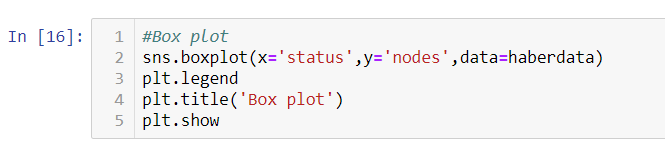 In [16]:
1 #Box plot
2 sns.boxplot(x='status',y='nodes',data=haberdata)
3 plt.legend
4 plt.title('Box plot')
5 plt.show